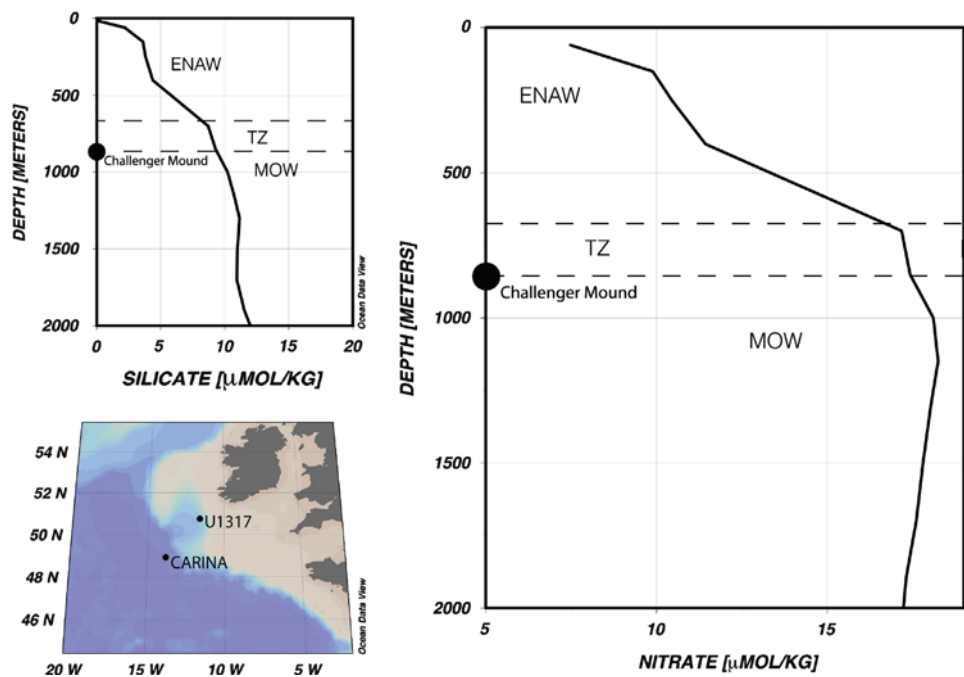 0
500
1000
1500
2000
DEPTH [METERS]
ENAW
TZ
Challenger Mound
MOW
Ocean Data View
0 5 10 15 20
SILICATE [μMOL/KG]
54 N
52 N
50 N
48 N
46 N
U1317
CARINA
Ocean Data View
20 W 15 W 10 W 5 W
0
500
1000
1500
2000
DEPTH [METERS]
ENAW
TZ
Challenger Mound
MOW
5 10 15
NITRATE [μMOL/KG]